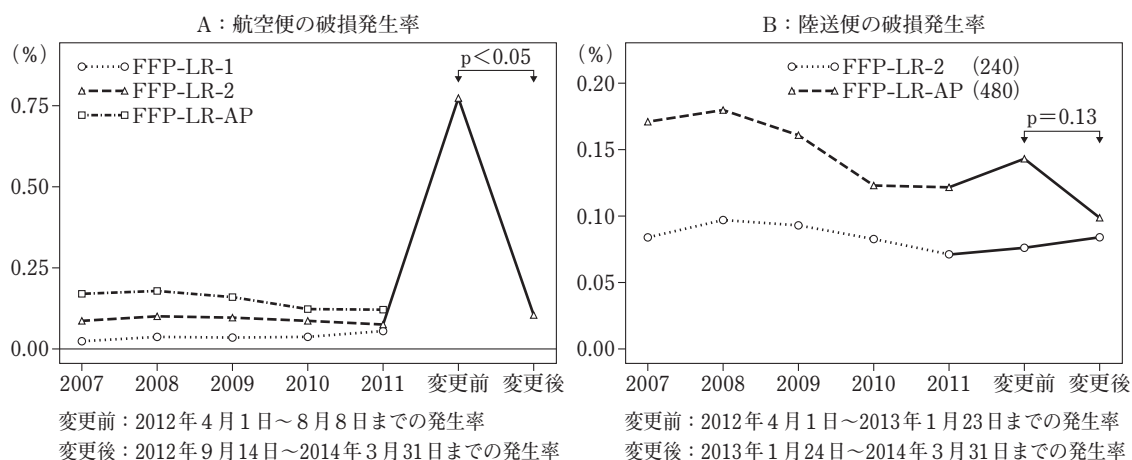 A：航空便の破損発生率
(%)
FFP-LR-1
FFP-LR-2
FFP-LR-AP
p＜0.05
0.75
0.50
0.25
0.00
2007 2008 2009 2010 2011 変更前 変更後
変更前：2012年4月1日～8月8日までの発生率
変更後：2012年9月14日～2014年3月31日までの発生率
B：陸送便の破損発生率
(%)
FFP-LR-2 (240)
FFP-LR-AP (480)
p＝0.13
0.20
0.15
0.10
0.05
0.00
2007 2008 2009 2010 2011 変更前 変更後
変更前：2012年4月1日～2013年1月23日までの発生率
変更後：2013年1月24日～2014年3月31日までの発生率